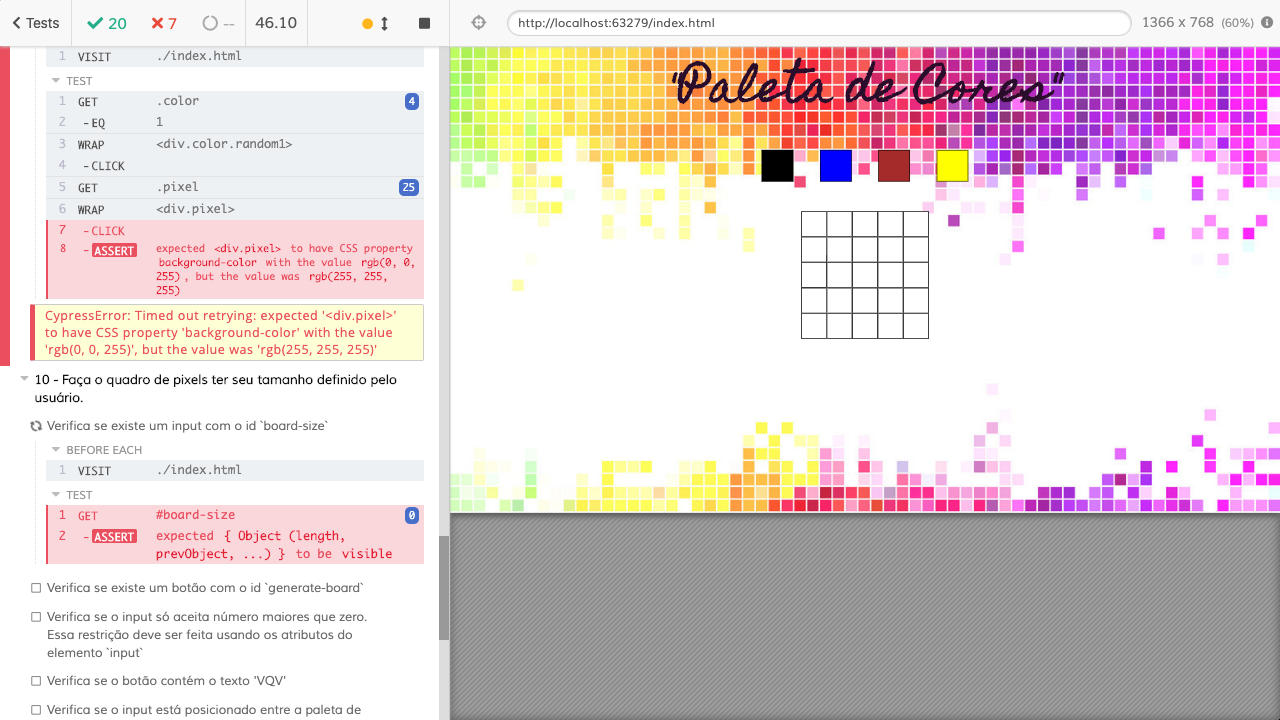 Tests
20
7
--
46.10
http://localhost:63279/index.html
1366 x 768 (60%)
1 VISIT ./index.html
TEST
1 GET .color 4
2 - EQ 1
3 WRAP <div.color.random1>
4 - CLICK
5 GET .pixel 25
6 WRAP <div.pixel>
7 - CLICK
8 - ASSERT expected <div.pixel> to have CSS property
background-color with the value rgb(0, 0,
255) , but the value was rgb(255, 255,
255)
CypressError: Timed out retrying: expected '<div.pixel>'
to have CSS property 'background-color' with the value
'rgb(0, 0, 255)', but the value was 'rgb(255, 255, 255)'
10 - Faça o quadro de pixels ter seu tamanho definido pelo
usuário.
Verifica se existe um input com o id `board-size`
BEFORE EACH
1 VISIT ./index.html
TEST
1 GET #board-size 0
2 - ASSERT expected { Object (length,
prevObject, ...) } to be visible
Verifica se existe um botão com o id `generate-board`
Verifica se o input só aceita número maiores que zero.
Essa restrição deve ser feita usando os atributos do
elemento `input`
Verifica se o botão contém o texto 'VQV'
Verifica se o input está posicionado entre a paleta de
"Paleta de Cores"